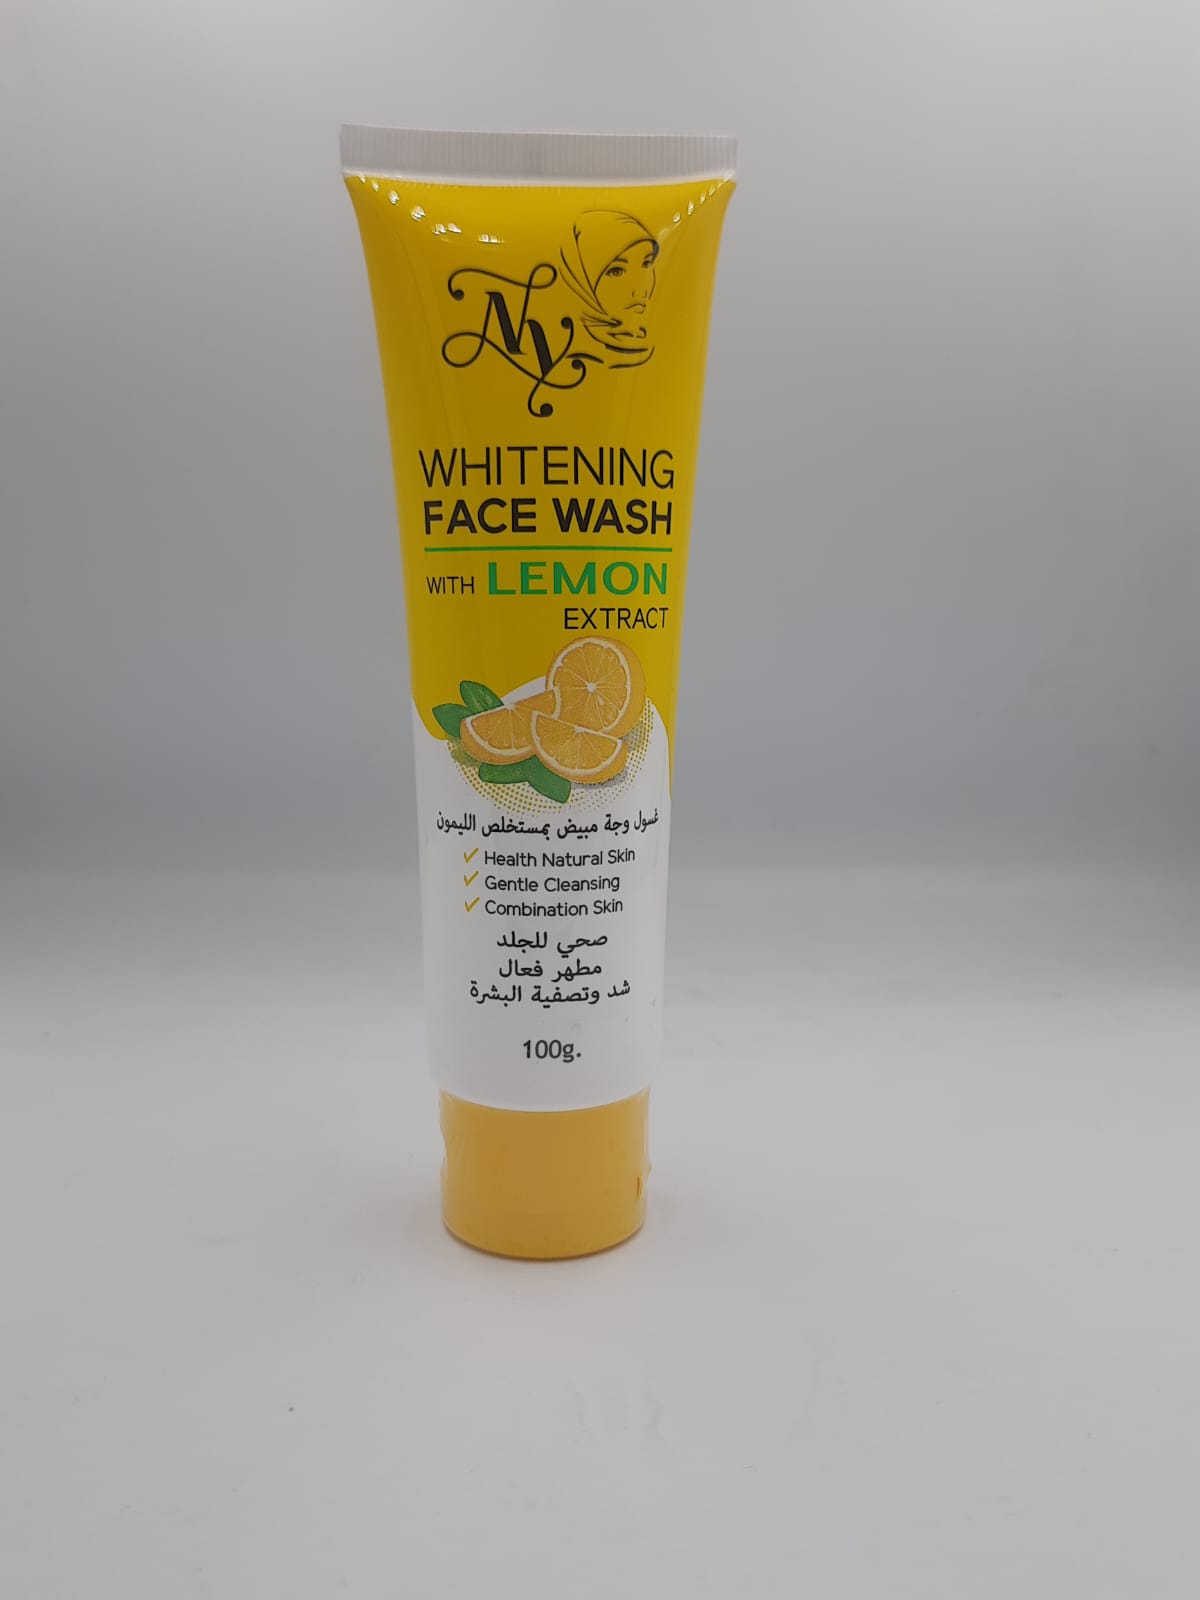 NV
WHITENING
FACE WASH
WITH LEMON
EXTRACT
غسول وجة مبيض بمستخلص الليمون
Health Natural Skin
Gentle Cleansing
Combination Skin
صحي للجلد
مطهر فعال
شد وتصفية البشرة
100g.